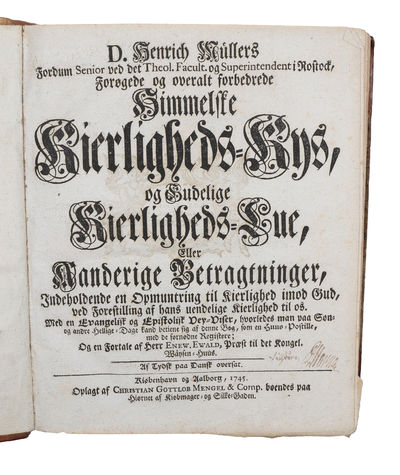 D. Henrich Müllers
Fordum Senior ved det Theol. Facult. og Superintendent i Rostock,
Forøgede og overalt forbedrede
Himmelske
Kierligheds-Kys,
og Gudelige
Kierligheds-Lue,
Eller
Aanderige Betragtninger,
Indeholdende en Opmuntring til Kierlighed imod Gud,
ved Forestilling af hans uendelige Kierlighed til os.
Med en Evangelisk og Epistolisk Vey-Viser, hvorledes man paa Søn-
og andre Hellige-Dage kand betiene sig af denne Bog, som en Huus-Postille,
med de fornødne Registere;
Og en Fortale af Herr ENEW. EWALD, Præst til det Kongel.
Wäysen-Huus.
Af Tydsk paa Dansk oversat.
Kiøbenhavn og Aalborg, 1745.
Oplagt af CHRISTIAN GOTTLOB MENGEL & Comp. boendes paa
Hiørnet af Kiøbmager- og Silke-Gaden.